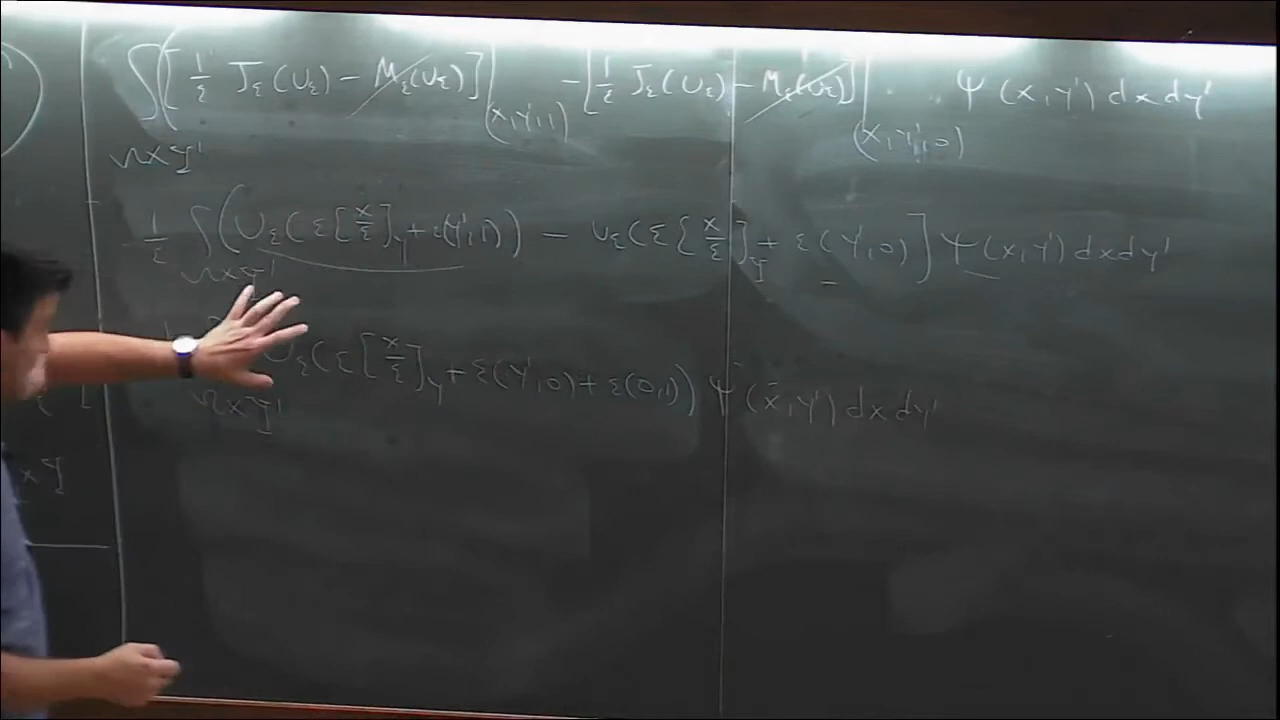 ∫ [ 1/ε J_ε(u_ε) − M_ε(u_ε) ] |_(x,y',1) − [ 1/ε J_ε(u_ε) − M_ε(u_ε) ] |_(x,y',0) ψ(x,y') dx dy'
Ω×Y'
1/ε ∫ ( u_ε(ε[x/ε]_Y + ε(y',1)) − u_ε(ε{x/ε]_Y + ε(y',0) ] ψ(x,y') dx dy'
Ω×Y'
u_ε(ε[x/ε]_Y + ε(y',0) + ε(0,1)) ψ(x,y') dx dy'
Ω×Y'
×Y